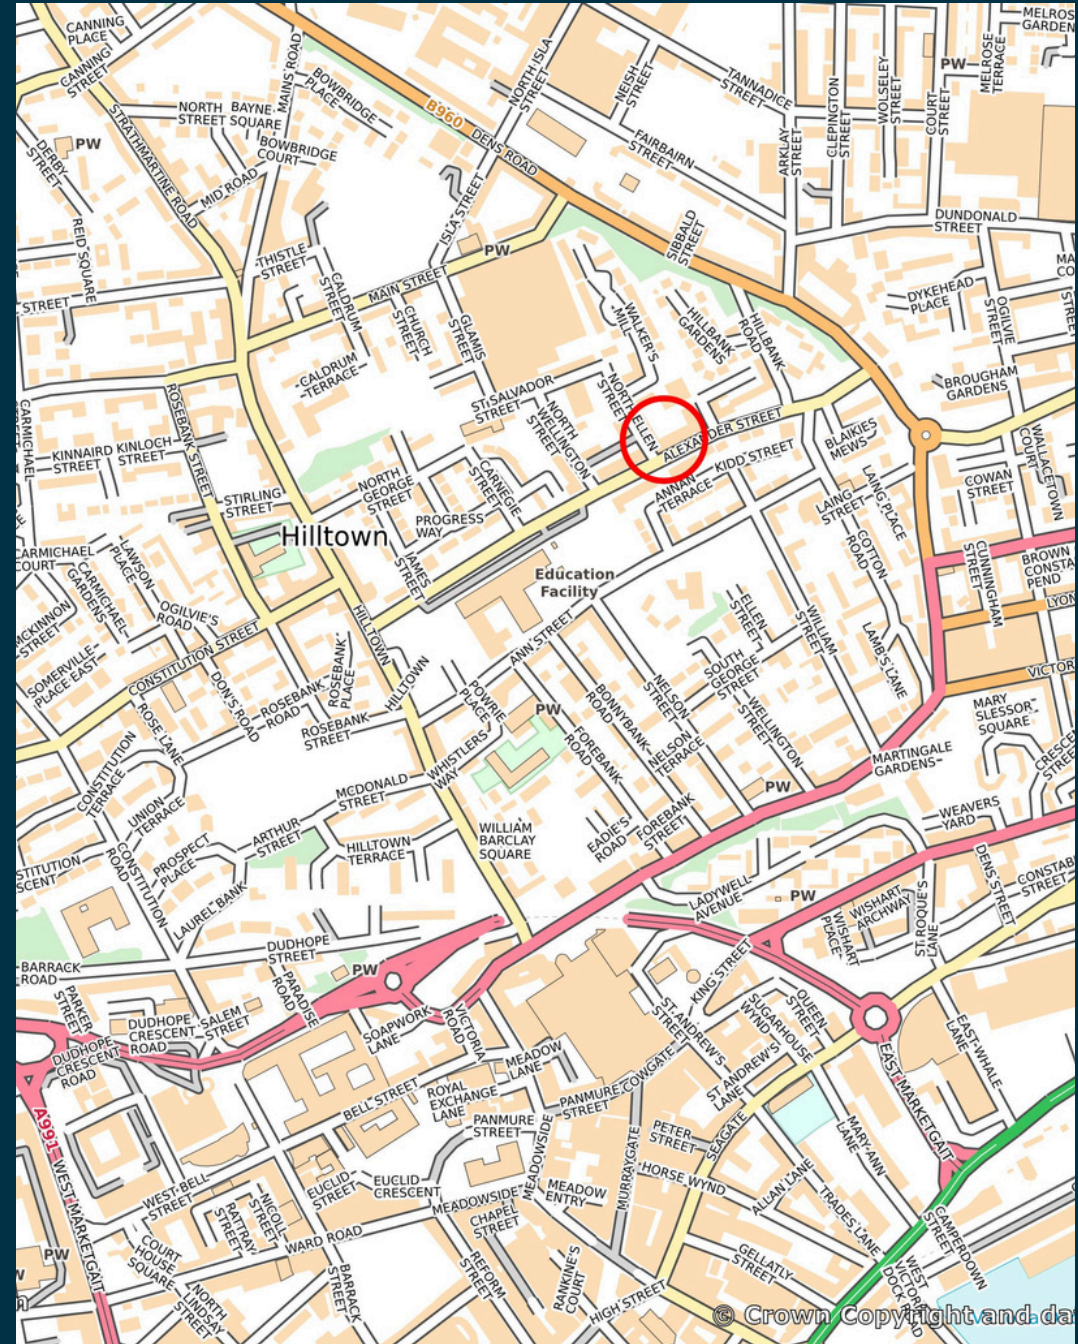 CANNING
PLACE
CANNING
STREET
MAINS ROAD
BOWBRIDGE
PLACE
NORTH ISLA
STREET
NEISH
STREET
TANNADICE
STREET
CLEPINGTON
STREET
WOLSELEY
STREET
COURT
STREET
PW
MELROSE
TERRACE
NORTH
STREET
BAYNE
SQUARE
STRATHMARTINE ROAD
B960
DENS ROAD
FAIRBAIRN
STREET
ARKLAY
STREET
PW
DERBY
STREET
BOWBRIDGE
COURT
MID ROAD
ISLA STREET
REID SQUARE
THISTLE
STREET
PW
SIBBALD
STREET
DUNDONALD
STREET
STREET
CALDRUM
STREET
MAIN STREET
DYKEHEAD
PLACE
OGILVIE
STREET
CHURCH
STREET
GLAMIS
STREET
WALKER'S
MILL
HILLBANK
GARDENS
HILLBANK
ROAD
CALDRUM
TERRACE
BROUGHAM
GARDENS
ST SALVADOR
STREET
NORTH ELLEN
STREET
CARMICHAEL
ROSEBANK STREET
NORTH
WELLINGTON
STREET
ALEXANDER STREET
BLAIKIES
MEWS
WALLACETOWN
COURT
KINNAIRD
STREET
KINLOCH
STREET
NORTH
GEORGE
STREET
CARNEGIE
STREET
ANNAN
TERRACE
KIDD STREET
COWAN
STREET
STIRLING
STREET
PROGRESS
WAY
LAING
STREET
LAING PLACE
Hilltown
CARMICHAEL
COURT
LAWSON
PLACE
CARMICHAEL
GARDENS
JAMES
STREET
Education
Facility
COTTON
ROAD
CUNNINGHAM
STREET
BROWN
CONSTA
PEND
LYON
OGILVIE'S
ROAD
MCKINNON
STREET
SOMERVILLE
PLACE EAST
CONSTITUTION STREET
HILLTOWN
ANN STREET
ELLEN
STREET
WILLIAM
STREET
LAMB'S LANE
VICTOR
DON'S ROAD
ROSEBANK
ROAD
ROSEBANK
PLACE
ROSEBANK
STREET
HILLTOWN
POWRIE
PLACE
SOUTH
GEORGE
STREET
NELSON
STREET
WELLINGTON
STREET
MARY
SLESSOR
SQUARE
ROSE LANE
PW
BONNYBANK
ROAD
NELSON
TERRACE
FOREBANK
ROAD
CONSTITUTION
TERRACE
WHISTLERS
WAY
MCDONALD
STREET
MARTINGALE
GARDENS
CRESCE
STREE
UNION
TERRACE
PW
EADIE'S
ROAD
FOREBANK
STREET
WEAVERS
YARD
ARTHUR
STREET
HILLTOWN
TERRACE
WILLIAM
BARCLAY
SQUARE
PROSPECT
PLACE
CONSTITUTION
ROAD
LAUREL BANK
DENS STREET
CONSTAB
STREET
LADYWELL
AVENUE
PW
WISHART
ARCHWAY
WISHART
PLACE
ST ROQUE'S
LANE
BARRACK
ROAD
DUDHOPE
STREET
PW
KING STREET
PARKER
STREET
PARADISE
ROAD
DUDHOPE
CRESCENT
ROAD
SALEM
STREET
DUDHOPE
CRESCENT
ROAD
SOAPWORK
LANE
VICTORIA
ROAD
ST ANDREW'S
STREET
SUGARHOUSE
WYND
QUEEN
STREET
MEADOW
LANE
COWGATE
ST ANDREW'S
LANE
EAST WHALE
LANE
EAST MARKETGAIT
A991
WEST MARKETGAIT
BELL STREET
ROYAL
EXCHANGE
LANE
PANMURE
STREET
PANMURE
STREET
SEAGATE
PETER
STREET
MARY ANN
LANE
MEADOWSIDE
MURRAYGATE
HORSE WYND
EUCLID
STREET
EUCLID
CRESCENT
MEADOWSIDE
MEADOW
ENTRY
ALLAN LANE
TRADES LANE
WEST BELL
STREET
NICOLL
STREET
RATTRAY
STREET
CHAPEL
STREET
CAMPERDOWN
STREET
WARD ROAD
COURT
HOUSE
SQUARE
REFORM
STREET
RANKINE'S
COURT
GELLATLY
STREET
WEST
VICTORIA
DOCK ROAD
PW
NORTH
LINDSAY
STREET
BARRACK
STREET
HIGH STREET
© Crown Copyright and da